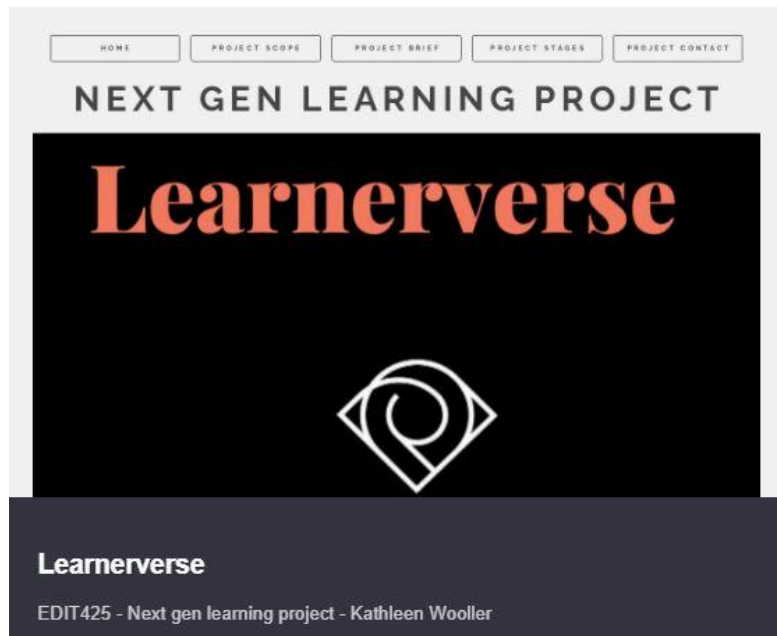 HOME PROJECT SCOPE PROJECT BRIEF PROJECT STAGES PROJECT CONTACT
NEXT GEN LEARNING PROJECT
Learnerverse
Learnerverse
EDIT425 - Next gen learning project - Kathleen Wooller